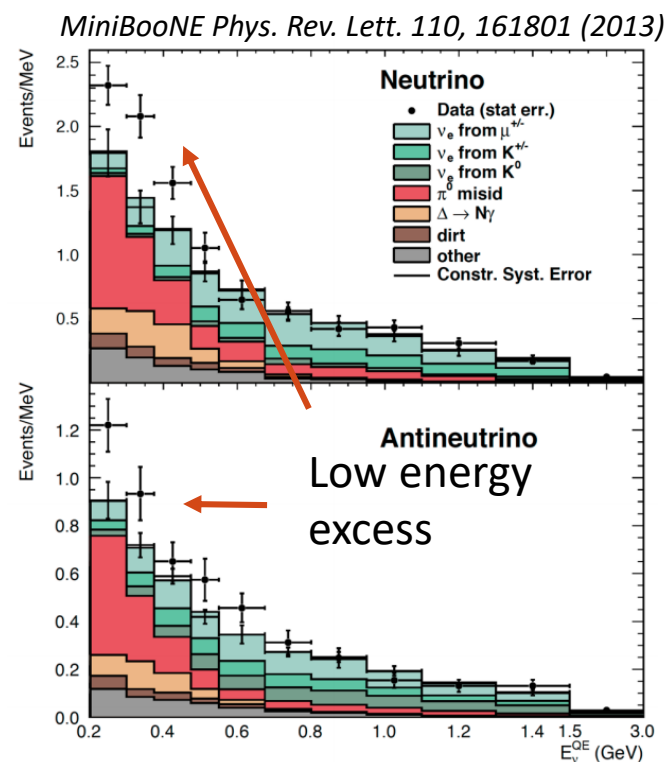 MiniBooNE Phys. Rev. Lett. 110, 161801 (2013)
Events/MeV
2.5
2.0
1.5
1.0
0.5
Neutrino
Data (stat err.)
νₑ from μ⁺/⁻
νₑ from K⁺/⁻
νₑ from K⁰
π⁰ misid
Δ → Nγ
dirt
other
Constr. Syst. Error
Events/MeV
1.2
1.0
0.8
0.6
0.4
0.2
0.0
Antineutrino
Low energy
excess
0.2 0.4 0.6 0.8 1.0 1.2 1.4 1.5 3.0
E_ν^QE (GeV)